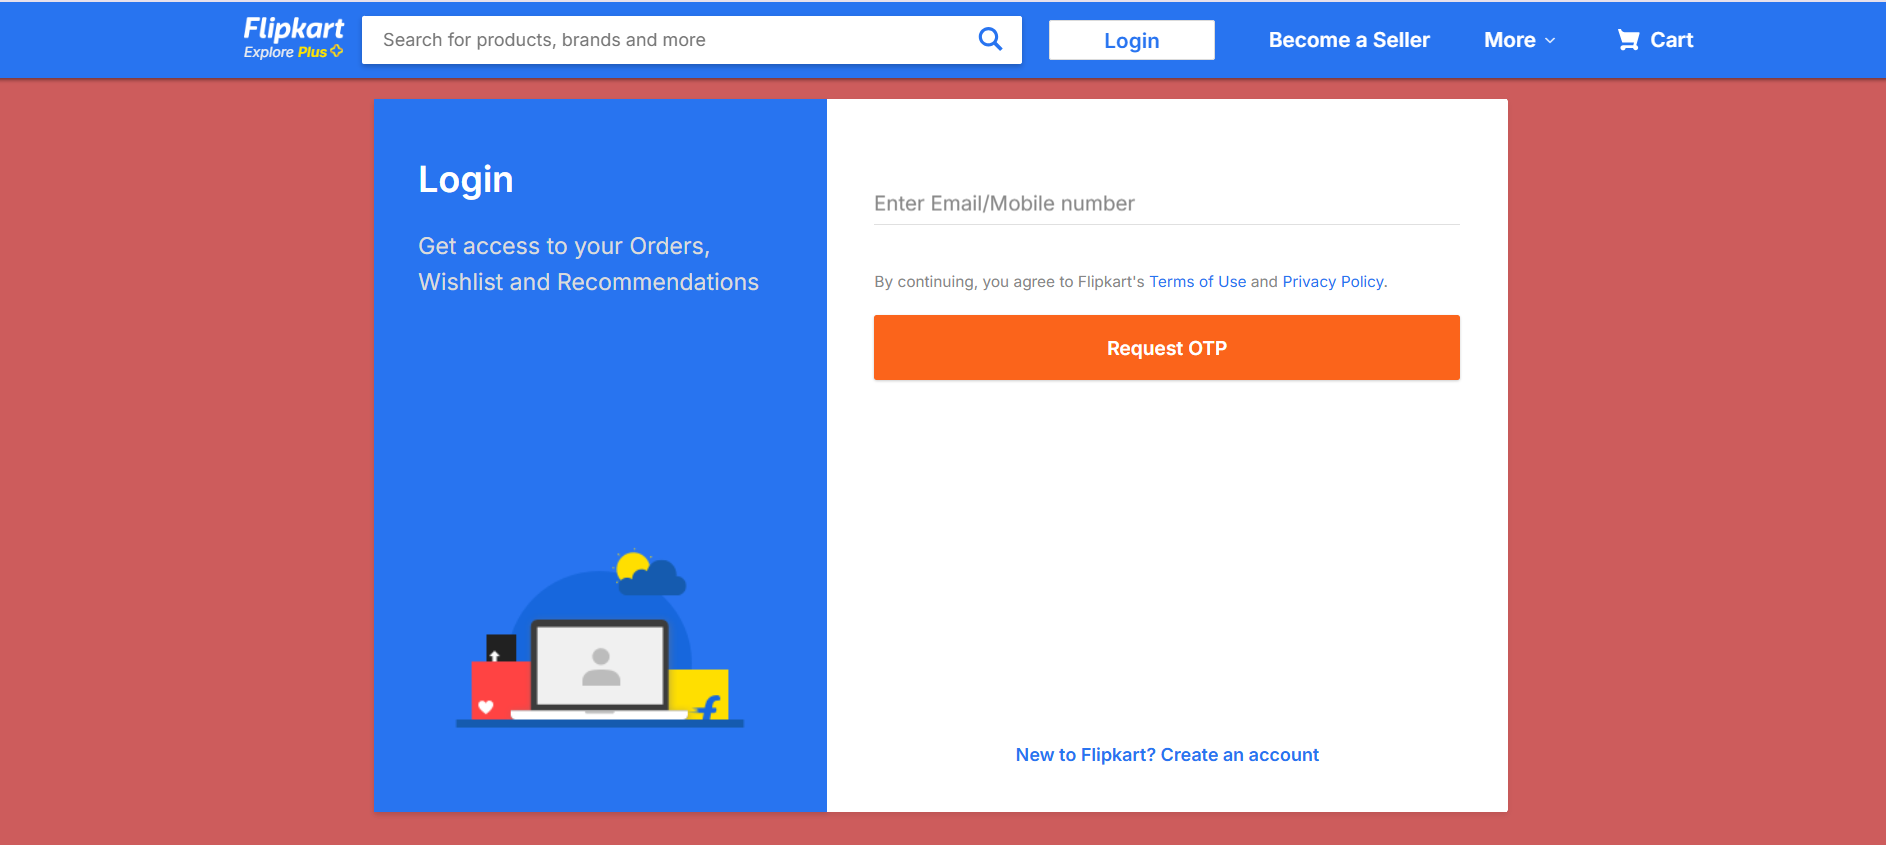 Flipkart
Explore Plus
Search for products, brands and more
Login
Become a Seller
More
Cart
Login
Get access to your Orders,
Wishlist and Recommendations
Enter Email/Mobile number
By continuing, you agree to Flipkart's Terms of Use and Privacy Policy.
Request OTP
New to Flipkart? Create an account